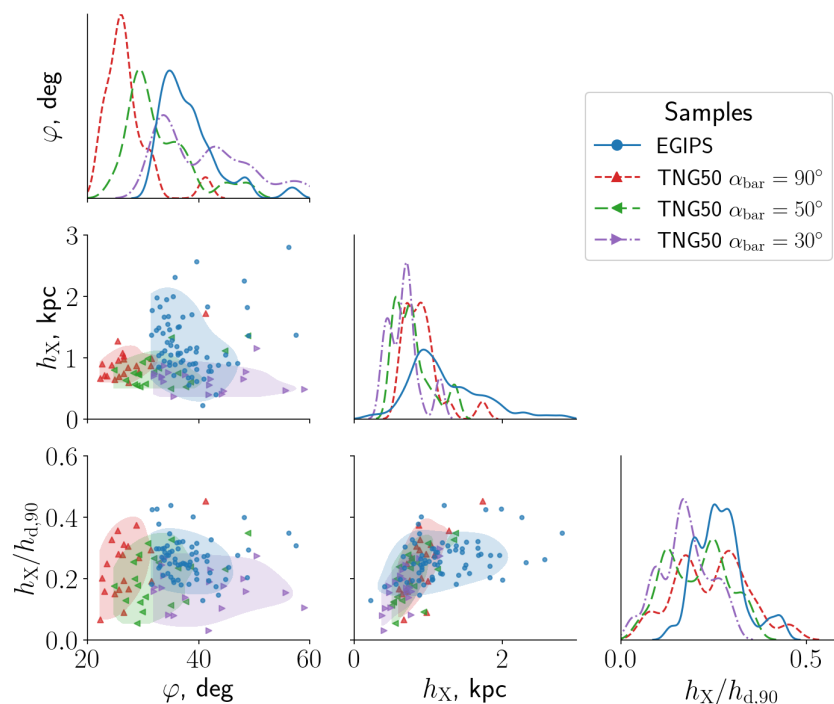 φ, deg
Samples
EGIPS
TNG50 α_bar = 90°
TNG50 α_bar = 50°
TNG50 α_bar = 30°
h_X, kpc
3
2
1
0
h_X/h_d,90
0.6
0.4
0.2
0.0
20
40
60
φ, deg
0
2
h_X, kpc
0.0
0.5
h_X/h_d,90